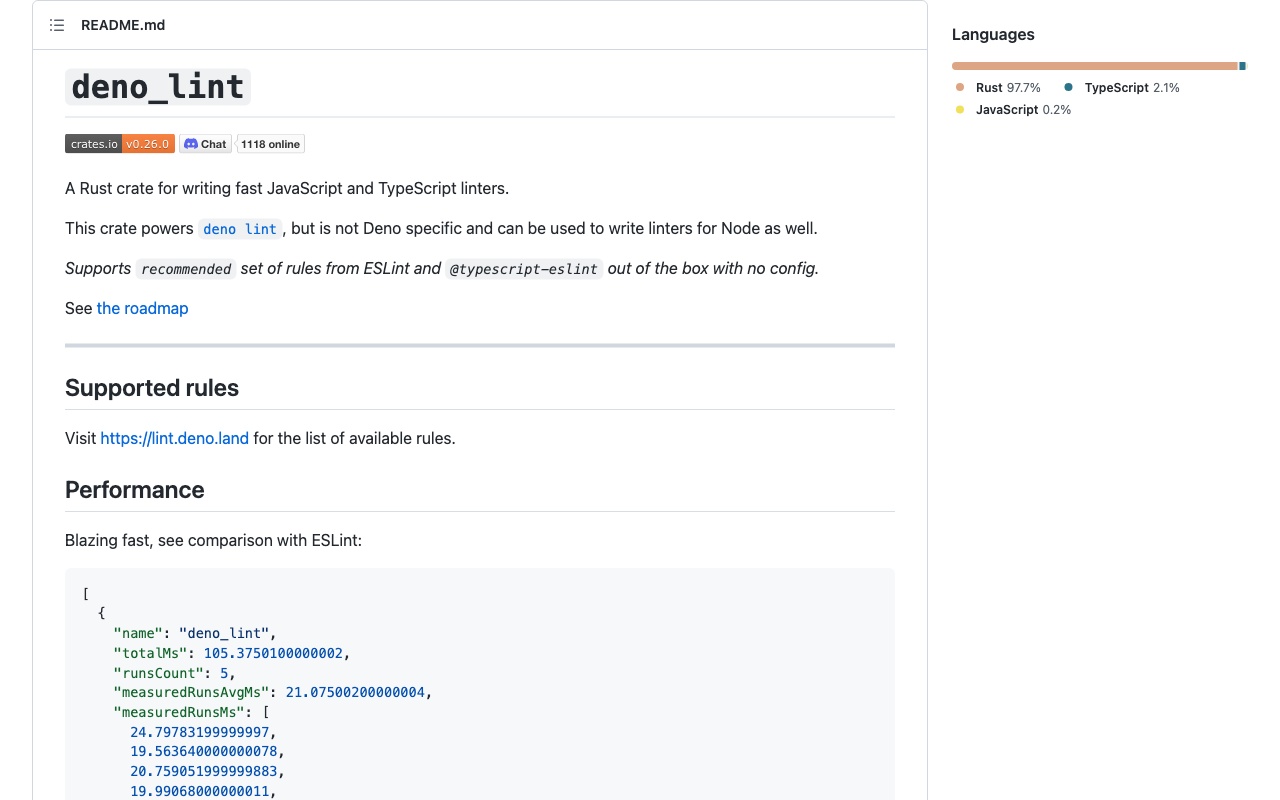 README.md
deno_lint
crates.io v0.26.0 Chat 1118 online
A Rust crate for writing fast JavaScript and TypeScript linters.
This crate powers deno lint, but is not Deno specific and can be used to write linters for Node as well.
Supports recommended set of rules from ESLint and @typescript-eslint out of the box with no config.
See the roadmap
Supported rules
Visit https://lint.deno.land for the list of available rules.
Performance
Blazing fast, see comparison with ESLint:
[
  {
    "name": "deno_lint",
    "totalMs": 105.3750100000002,
    "runsCount": 5,
    "measuredRunsAvgMs": 21.07500200000004,
    "measuredRunsMs": [
      24.79783199999997,
      19.563640000000078,
      20.759051999999883,
      19.99068000000011,
Languages
Rust 97.7% TypeScript 2.1%
JavaScript 0.2%